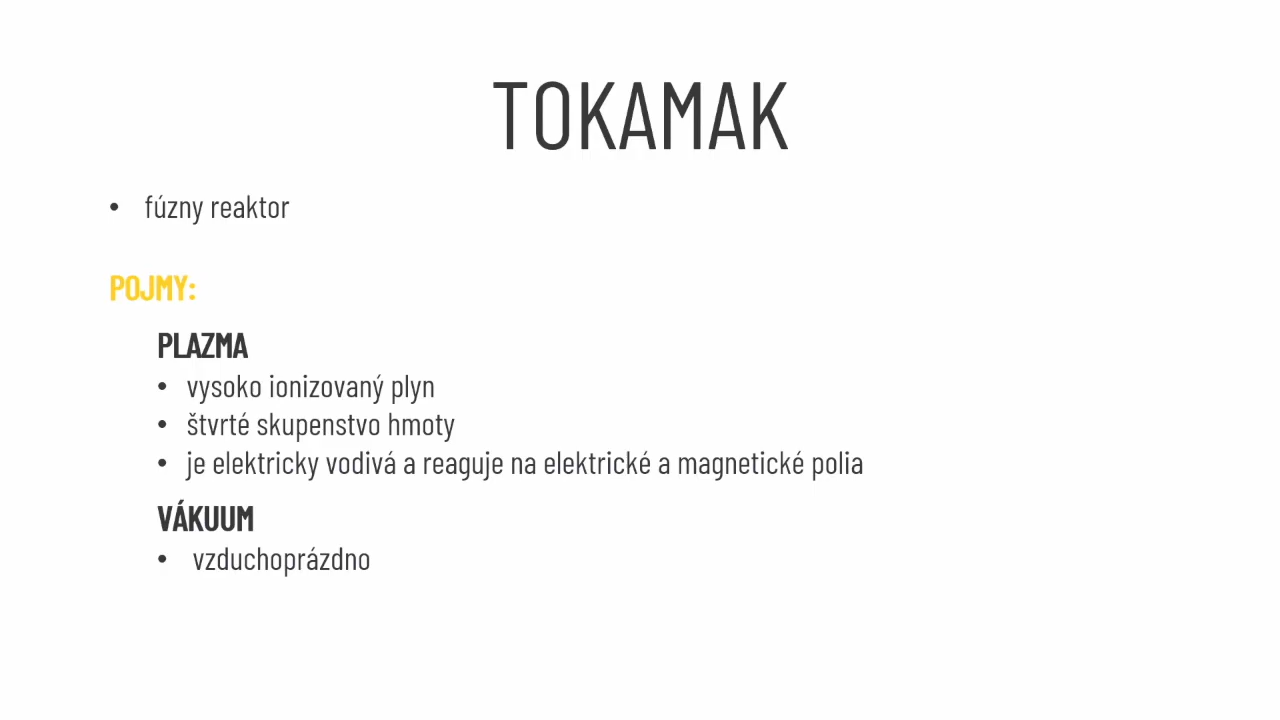 TOKAMAK
• fúzny reaktor
POJMY:
PLAZMA
• vysoko ionizovaný plyn
• štvrté skupenstvo hmoty
• je elektricky vodivá a reaguje na elektrické a magnetické polia
VÁKUUM
• vzduchoprázdno